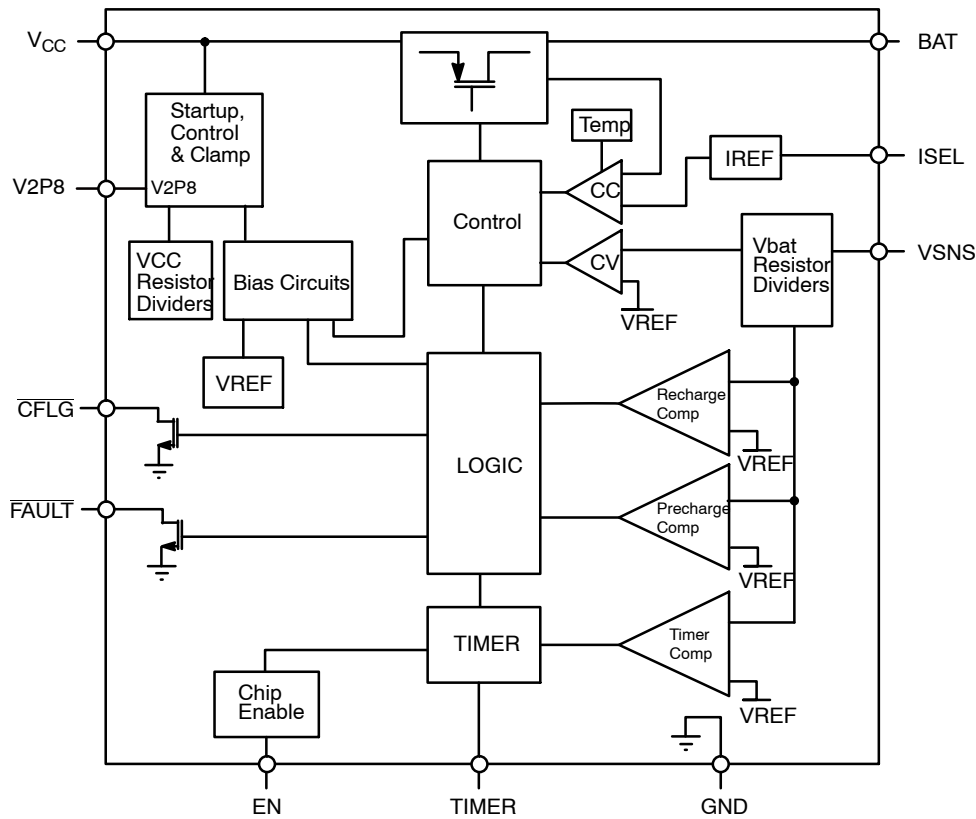 VCC
BAT
Startup,
Control
& Clamp
V2P8
V2P8
Temp
IREF
ISEL
CC
Control
VCC
Resistor
Dividers
Bias Circuits
CV
VREF
Vbat
Resistor
Dividers
VSNS
VREF
CFLG
LOGIC
Recharge
Comp
VREF
FAULT
Precharge
Comp
VREF
TIMER
Timer
Comp
VREF
Chip
Enable
EN
TIMER
GND